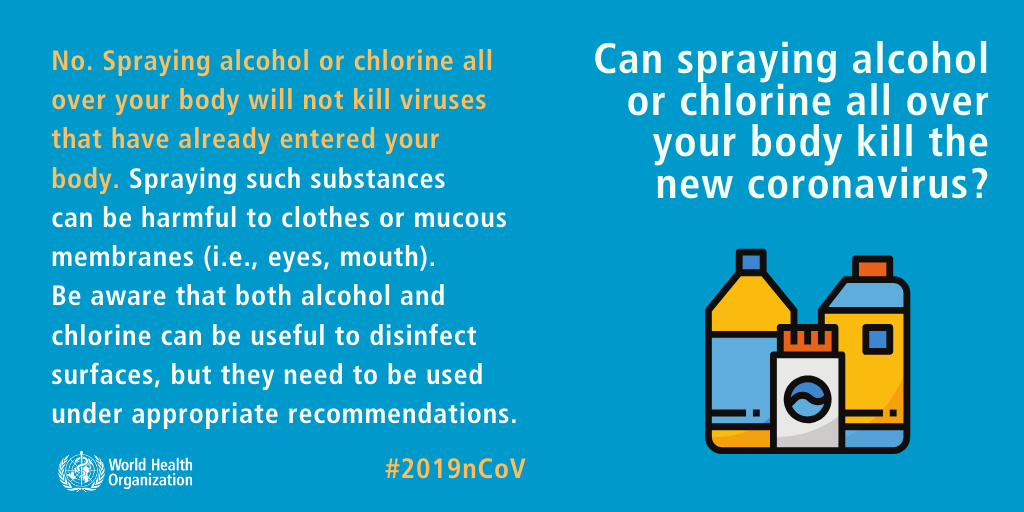 Can spraying alcohol
or chlorine all over
your body kill the
new coronavirus?
No. Spraying alcohol or chlorine all
over your body will not kill viruses
that have already entered your
body. Spraying such substances
can be harmful to clothes or mucous
membranes (i.e., eyes, mouth).
Be aware that both alcohol and
chlorine can be useful to disinfect
surfaces, but they need to be used
under appropriate recommendations.
World Health
Organization
#2019nCoV